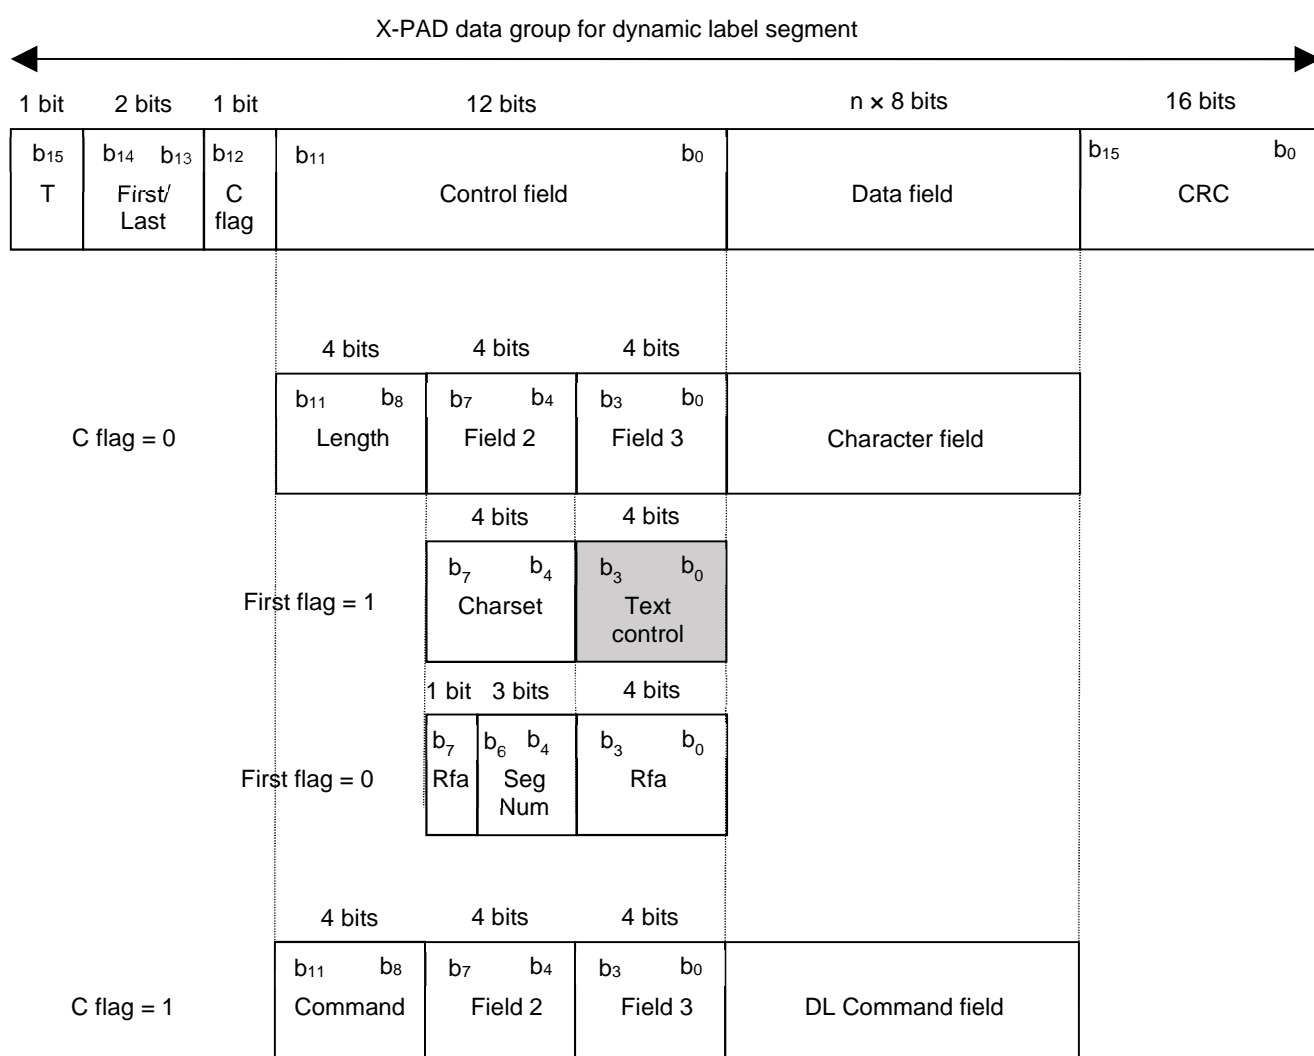 X-PAD data group for dynamic label segment
1 bit 2 bits 1 bit 12 bits n × 8 bits 16 bits
b15 b14 b13 b12 b11 b0 b15 b0
T First/ C Control field Data field CRC
Last flag
4 bits 4 bits 4 bits
b11 b8 b7 b4 b3 b0
C flag = 0 Length Field 2 Field 3 Character field
4 bits 4 bits
b7 b4 b3 b0
First flag = 1 Charset Text
control
1 bit 3 bits 4 bits
b7 b6 b4 b3 b0
First flag = 0 Rfa Seg Rfa
Num
4 bits 4 bits 4 bits
b11 b8 b7 b4 b3 b0
C flag = 1 Command Field 2 Field 3 DL Command field